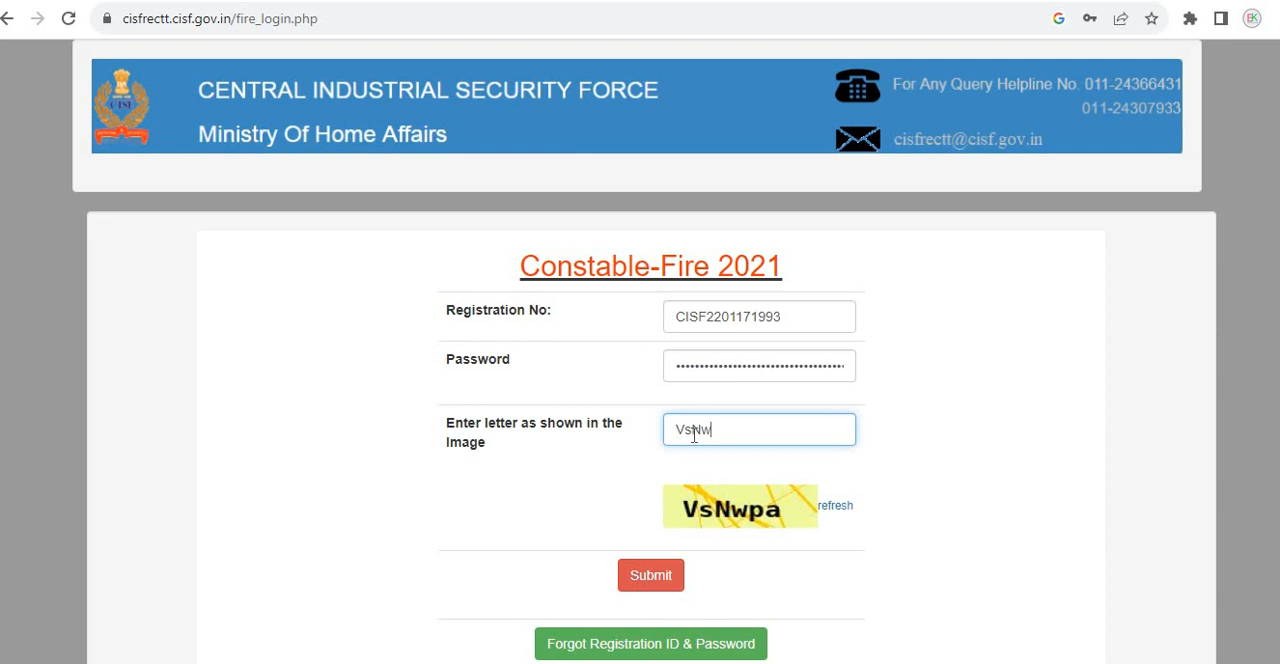 cisfrectt.cisf.gov.in/fire_login.php
CENTRAL INDUSTRIAL SECURITY FORCE
Ministry Of Home Affairs
For Any Query Helpline No. 011-24366431
011-24307933
cisfrectt@cisf.gov.in
Constable-Fire 2021
Registration No:
CISF2201171993
Password
Enter letter as shown in the
Image
VsNw
VsNwpa
refresh
Submit
Forgot Registration ID & Password